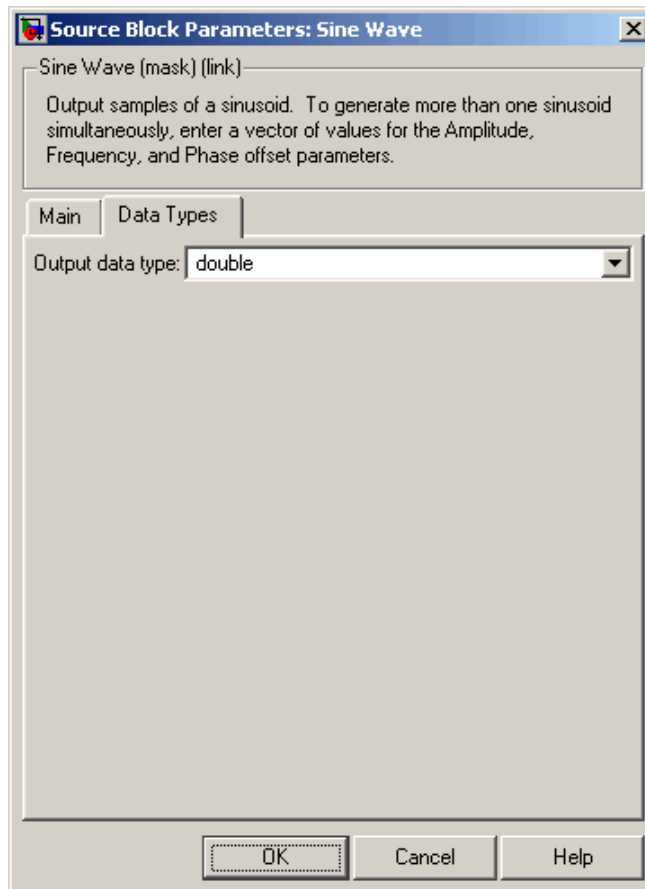 Source Block Parameters: Sine Wave
Sine Wave (mask) (link)
Output samples of a sinusoid. To generate more than one sinusoid
simultaneously, enter a vector of values for the Amplitude,
Frequency, and Phase offset parameters.
Main Data Types
Output data type: double
OK Cancel Help